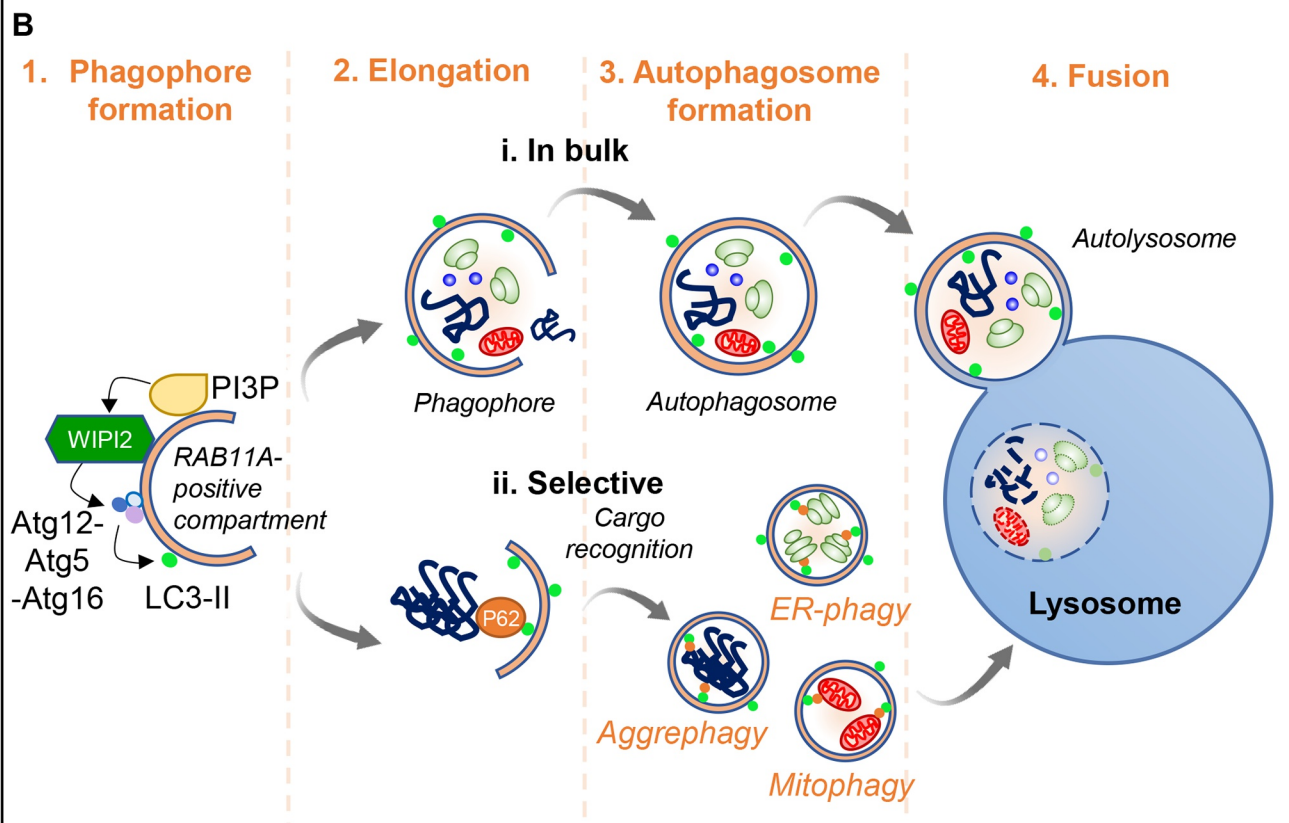 B
1. Phagophore
formation
2. Elongation
3. Autophagosome
formation
4. Fusion
i. In bulk
Autolysosome
Phagophore
Autophagosome
PI3P
WIPI2
RAB11A-
positive
compartment
Atg12-
Atg5
-Atg16
LC3-II
ii. Selective
Cargo
recognition
P62
ER-phagy
Aggrephagy
Mitophagy
Lysosome